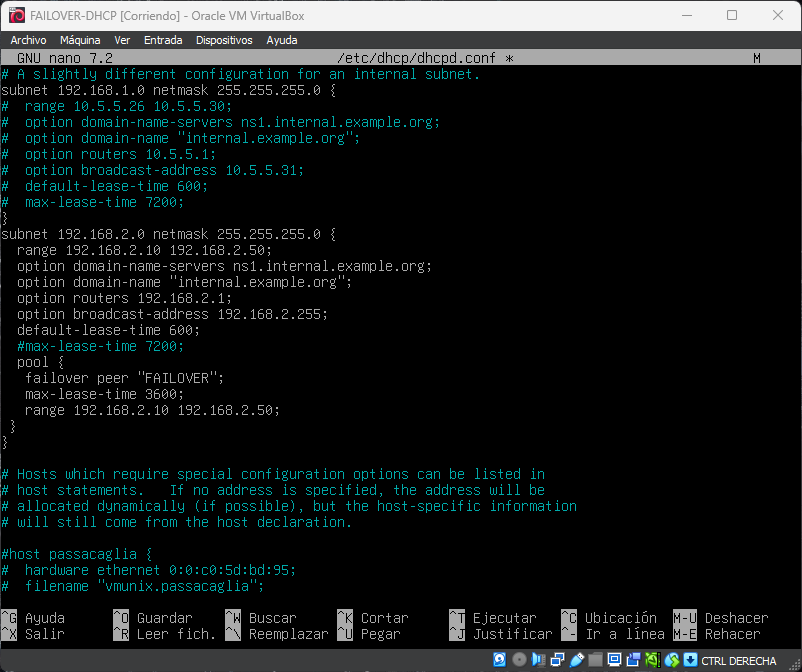 FAILOVER-DHCP [Corriendo] - Oracle VM VirtualBox
Archivo Máquina Ver Entrada Dispositivos Ayuda
GNU nano 7.2 /etc/dhcp/dhcpd.conf * M
# A slightly different configuration for an internal subnet.
subnet 192.168.1.0 netmask 255.255.255.0 {
#  range 10.5.5.26 10.5.5.30;
#  option domain-name-servers ns1.internal.example.org;
#  option domain-name "internal.example.org";
#  option routers 10.5.5.1;
#  option broadcast-address 10.5.5.31;
#  default-lease-time 600;
#  max-lease-time 7200;
}
subnet 192.168.2.0 netmask 255.255.255.0 {
  range 192.168.2.10 192.168.2.50;
  option domain-name-servers ns1.internal.example.org;
  option domain-name "internal.example.org";
  option routers 192.168.2.1;
  option broadcast-address 192.168.2.255;
  default-lease-time 600;
  #max-lease-time 7200;
  pool {
   failover peer "FAILOVER";
   max-lease-time 3600;
   range 192.168.2.10 192.168.2.50;
 }
}
# Hosts which require special configuration options can be listed in
# host statements.   If no address is specified, the address will be
# allocated dynamically (if possible), but the host-specific information
# will still come from the host declaration.
#host passacaglia {
#  hardware ethernet 0:0:c0:5d:bd:95;
#  filename "vmunix.passacaglia";
^G Ayuda ^O Guardar ^W Buscar ^K Cortar ^T Ejecutar ^C Ubicación M-U Deshacer
^X Salir ^R Leer fich. ^\ Reemplazar ^U Pegar ^J Justificar ^- Ir a línea M-E Rehacer
CTRL DERECHA